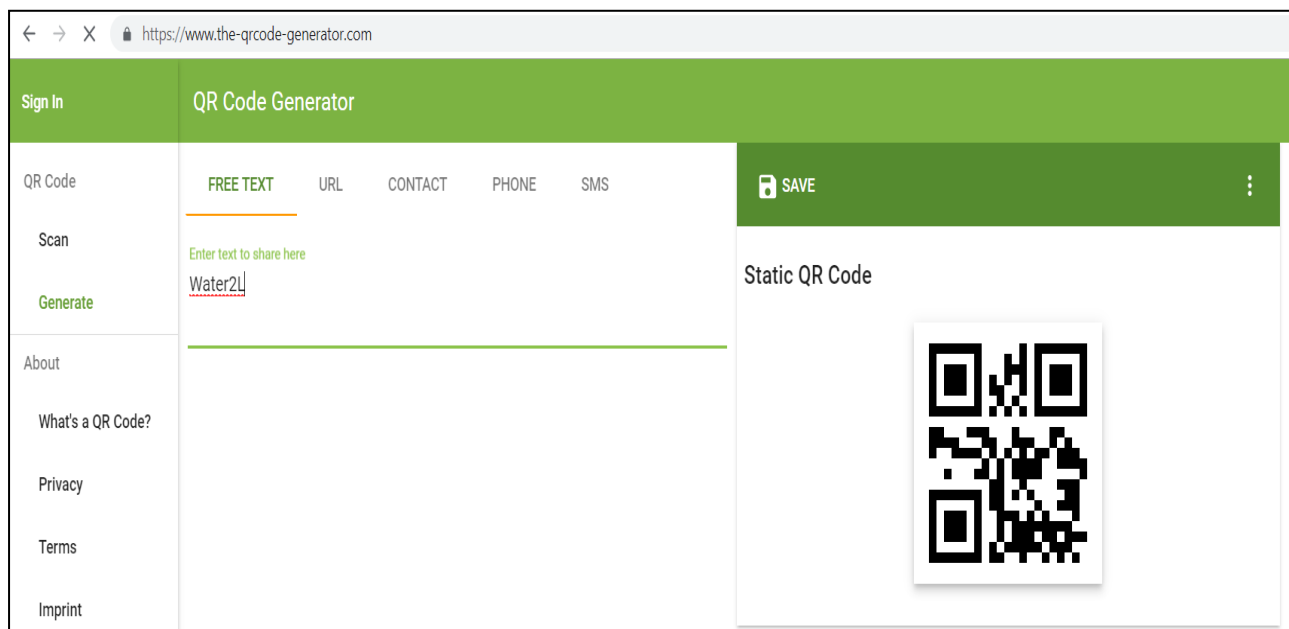 https://www.the-qrcode-generator.com
Sign In
QR Code Generator
QR Code
Scan
Generate
About
What's a QR Code?
Privacy
Terms
Imprint
FREE TEXT URL CONTACT PHONE SMS
Enter text to share here
Water2L
SAVE
Static QR Code